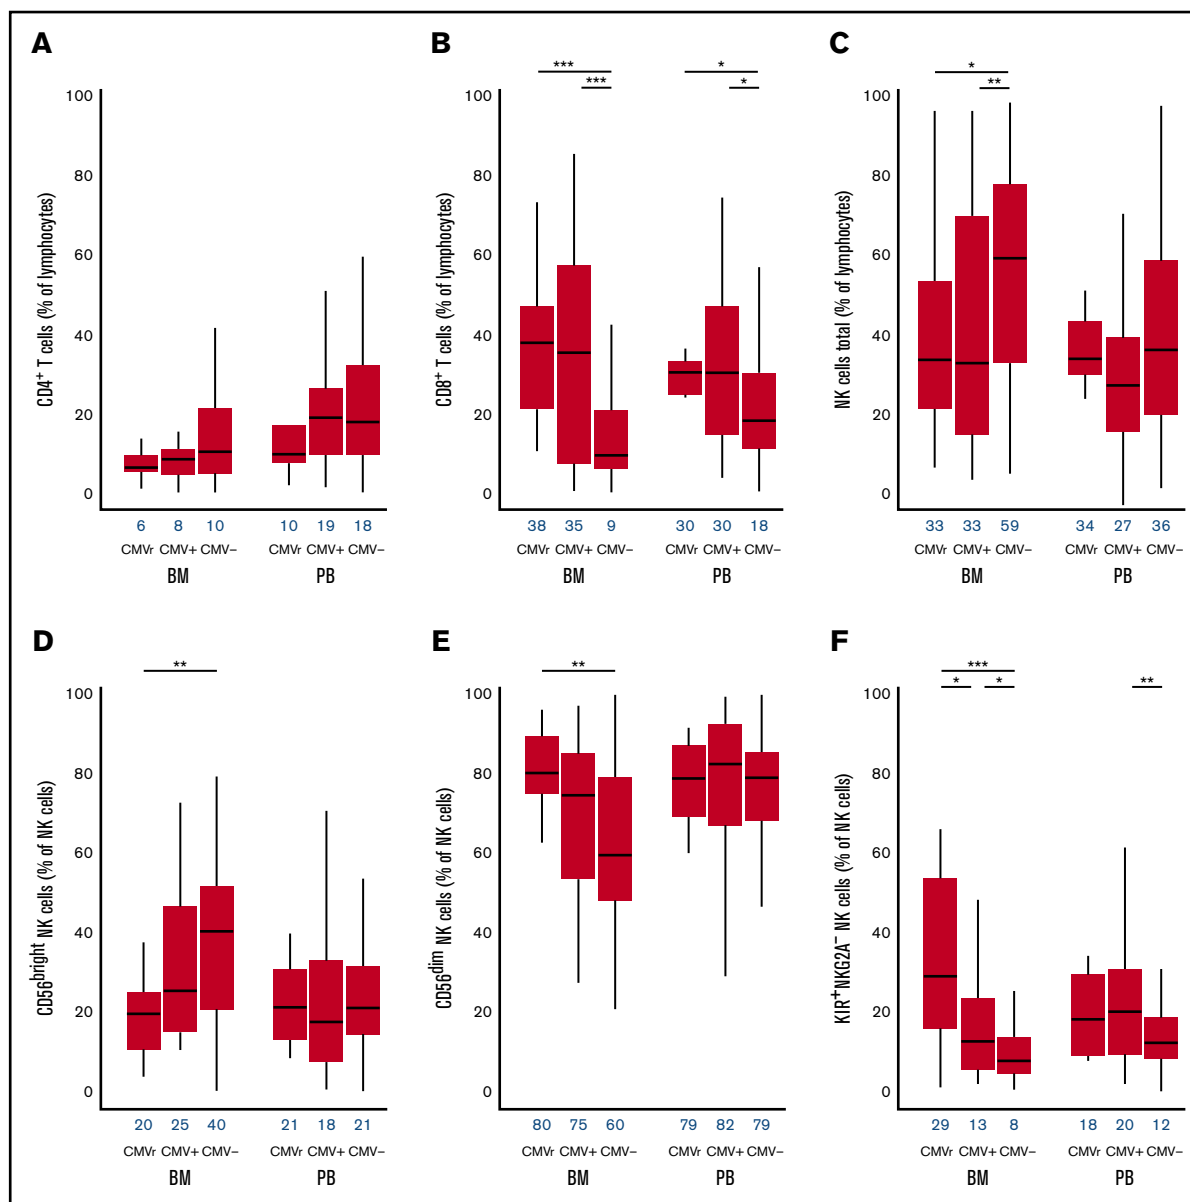 A
CD4+ T cells (% of lymphocytes)
100
80
60
40
20
0
6 8 10 10 19 18
CMVr CMV+ CMV− CMVr CMV+ CMV−
BM PB
B
*** *
*** *
CD8+ T cells (% of lymphocytes)
100
80
60
40
20
0
38 35 9 30 30 18
CMVr CMV+ CMV− CMVr CMV+ CMV−
BM PB
C
*
**
NK cells total (% of lymphocytes)
100
80
60
40
20
0
33 33 59 34 27 36
CMVr CMV+ CMV− CMVr CMV+ CMV−
BM PB
D
**
CD56bright NK cells (% of NK cells)
100
80
60
40
20
0
20 25 40 21 18 21
CMVr CMV+ CMV− CMVr CMV+ CMV−
BM PB
E
**
CD56dim NK cells (% of NK cells)
100
80
60
40
20
0
80 75 60 79 82 79
CMVr CMV+ CMV− CMVr CMV+ CMV−
BM PB
F
***
* * **
KIR+NKG2A− NK cells (% of NK cells)
100
80
60
40
20
0
29 13 8 18 20 12
CMVr CMV+ CMV− CMVr CMV+ CMV−
BM PB